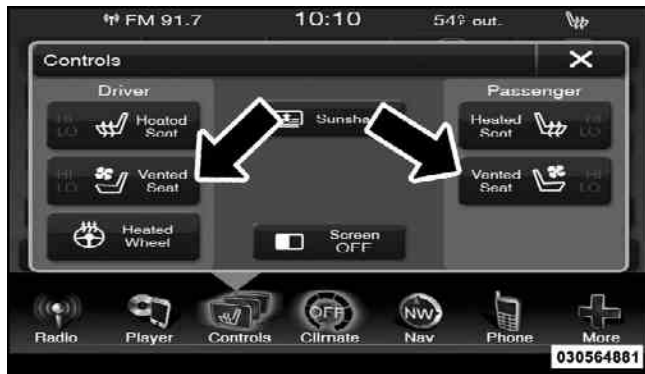 FM 91.7 10:10 54° out.
Controls
Driver Passenger
HI Heated Sunsha Heated
LO Seat Seat LO
HI Vented Vented HI
LO Seat Seat LO
Heated Screen
Wheel OFF
OFF NW
Radio Player Controls Climate Nav Phone More
030564881